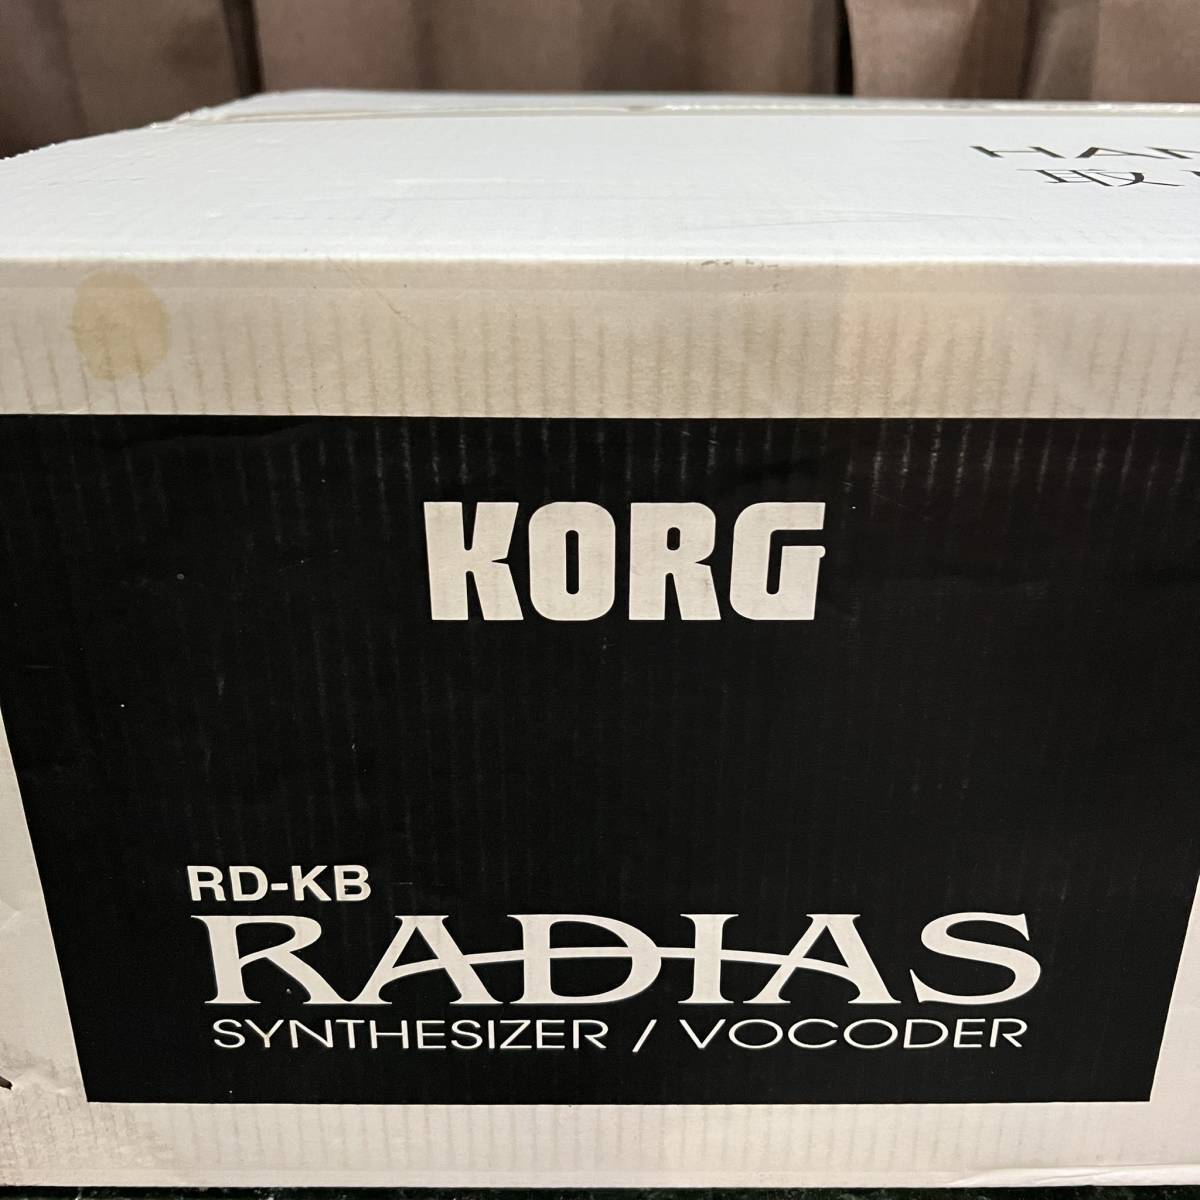 KORG
RD-KB
RADIAS
SYNTHESIZER / VOCODER